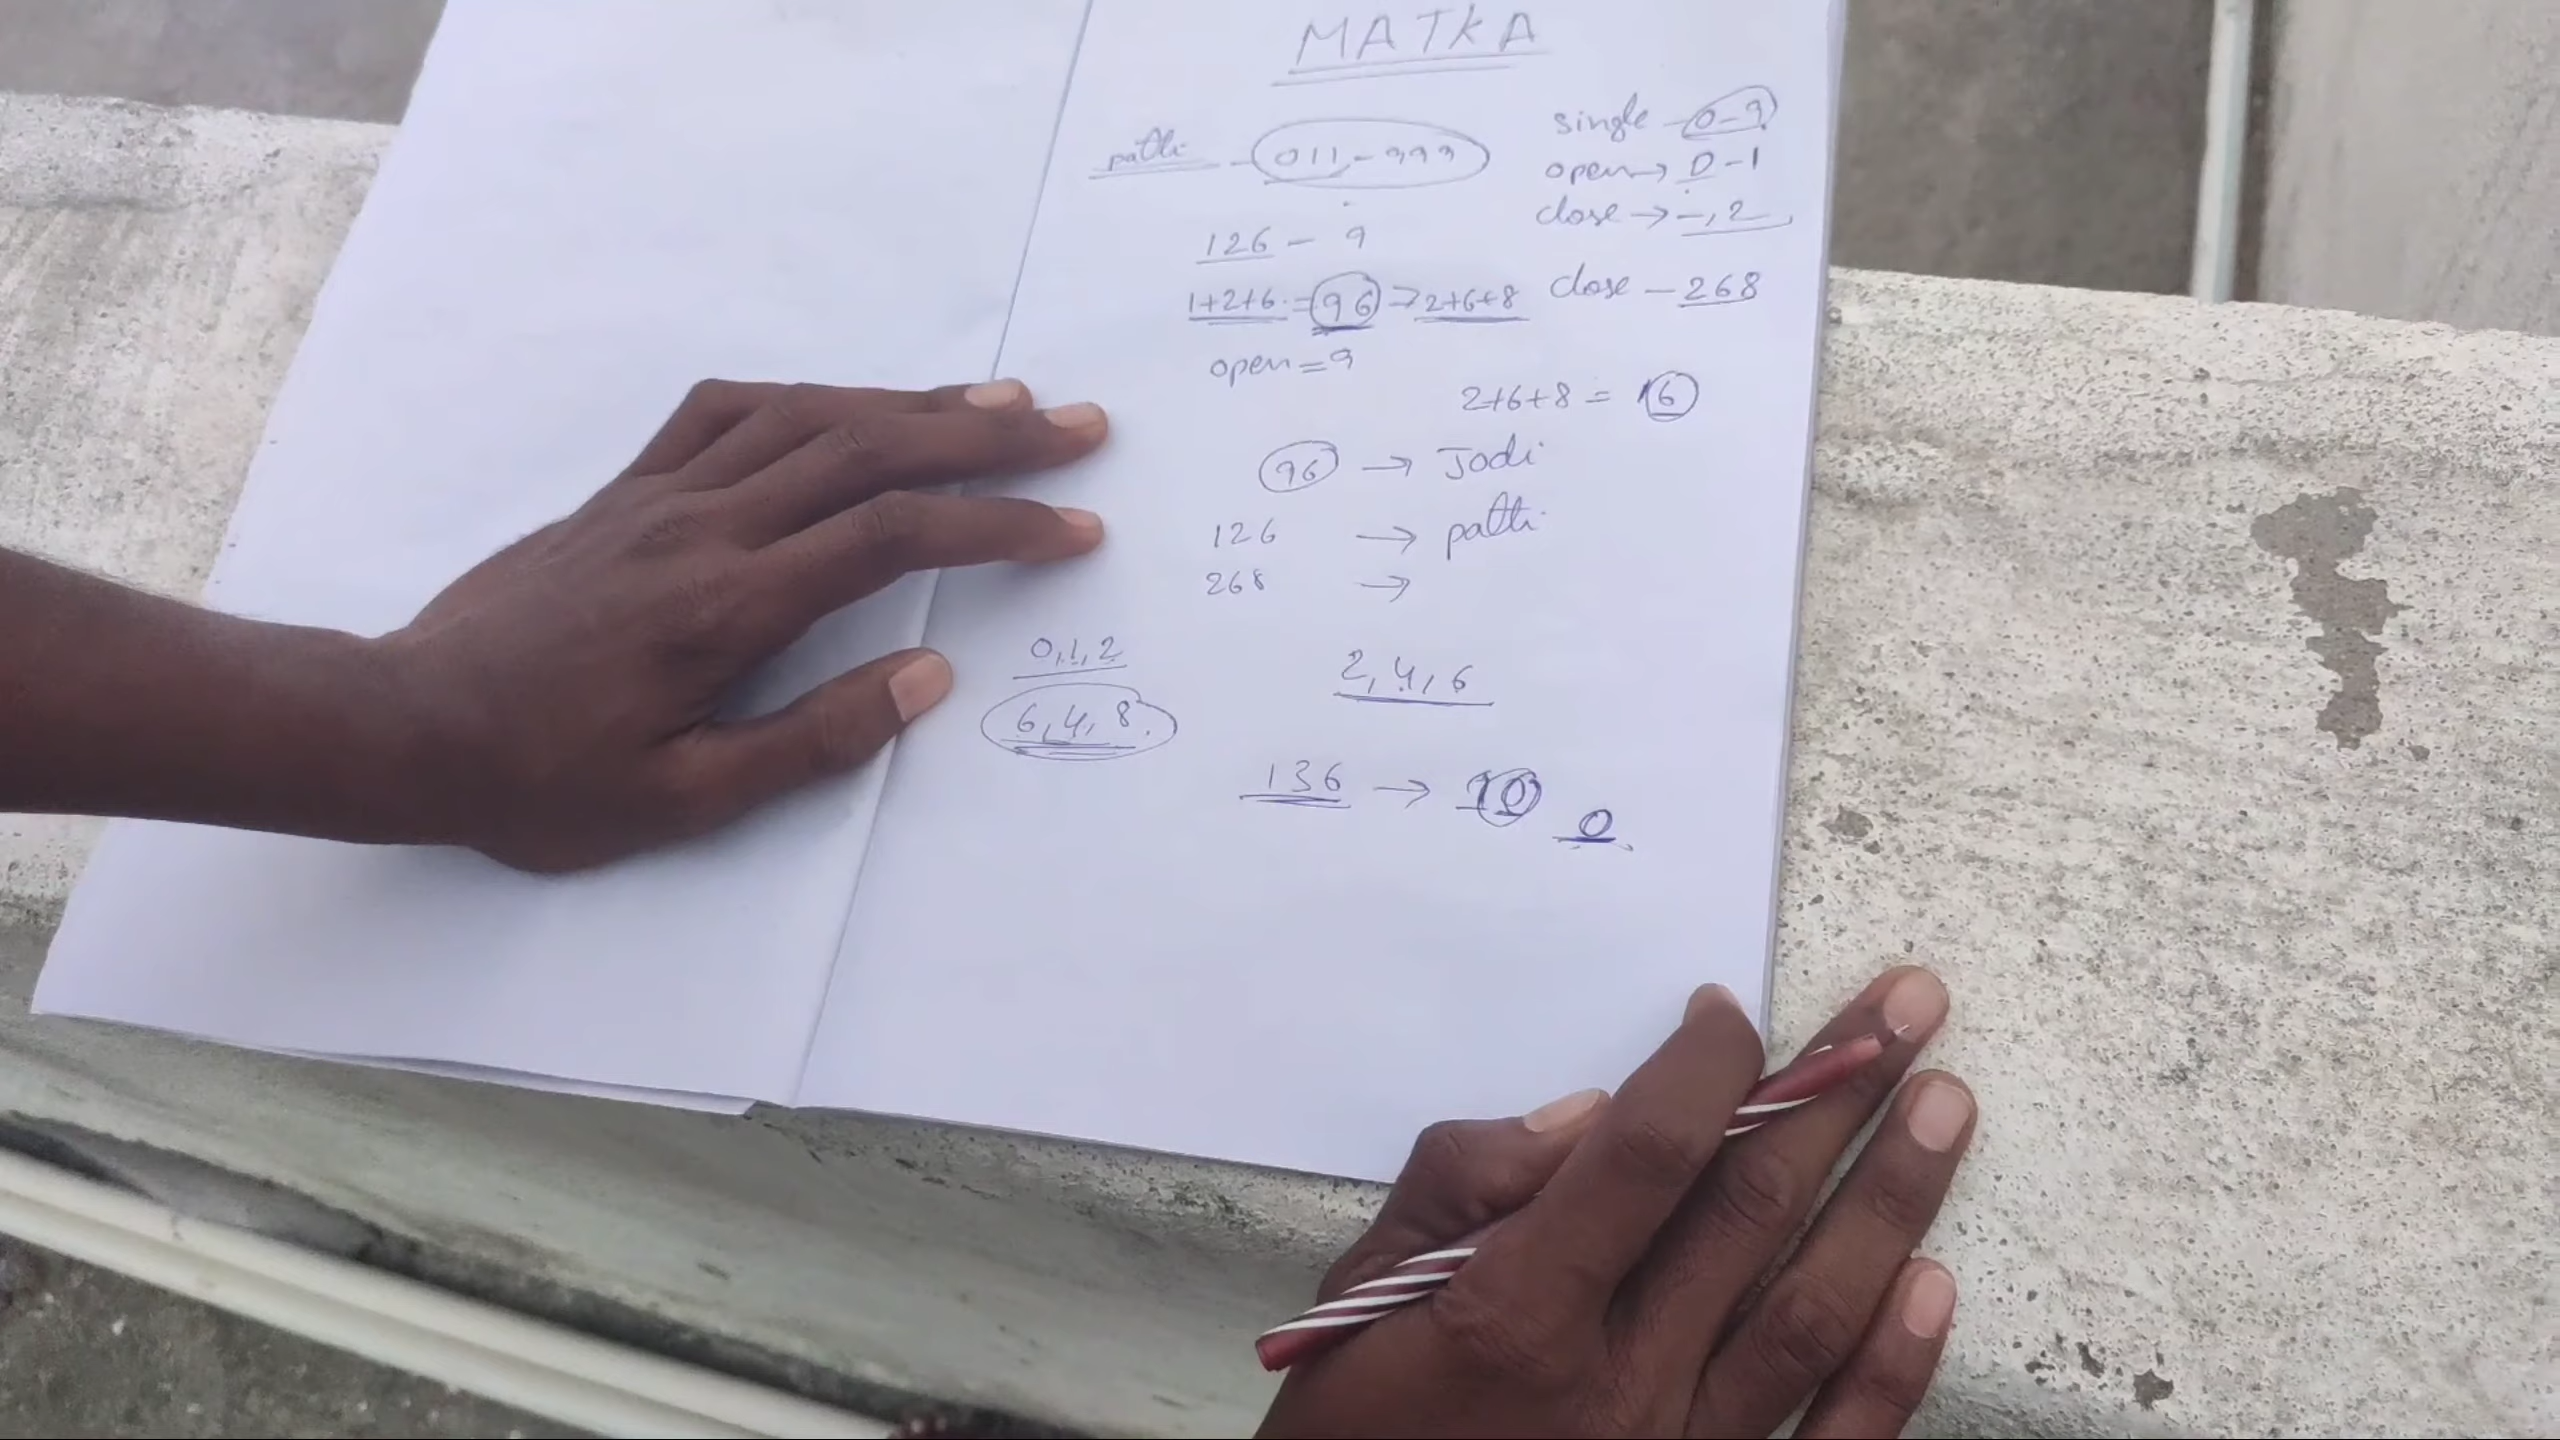 MATKA
patti - 011-999
single - 0-9
open → 0-1
close → -, 2
126 - 9
1+2+6 = 96 → 2+6+8
close - 268
open = 9
2+6+8 = 16
96 → Jodi
126 → patti
268 →
0,1,2
2,4,6
6,4,8.
136 → 10 0